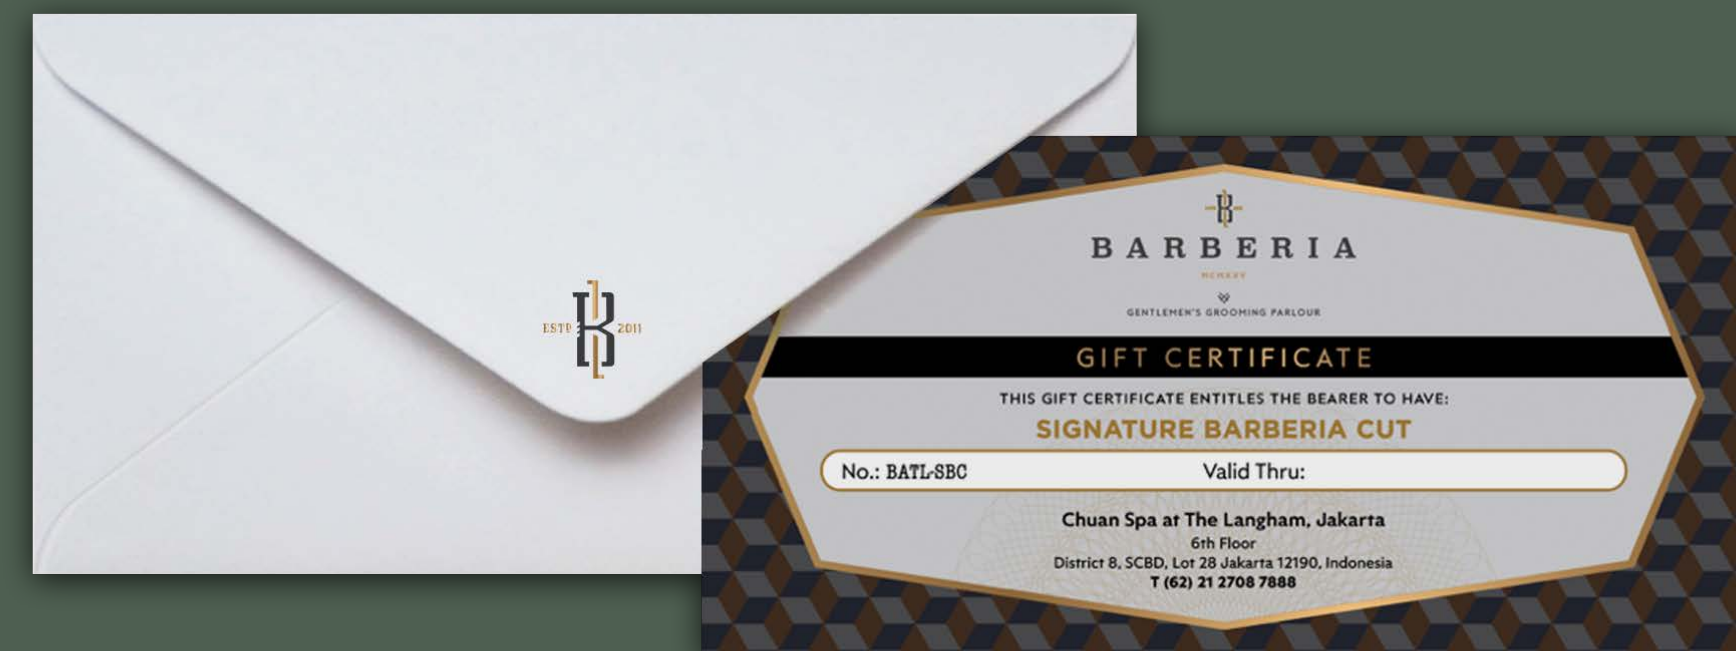 ESTD 2011
BARBERIA
GENTLEMEN'S GROOMING PARLOUR
GIFT CERTIFICATE
THIS GIFT CERTIFICATE ENTITLES THE BEARER TO HAVE:
SIGNATURE BARBERIA CUT
No.: BATL-SBC Valid Thru:
Chuan Spa at The Langham, Jakarta
6th Floor
District 8, SCBD, Lot 28 Jakarta 12190, Indonesia
T (62) 21 2708 7888